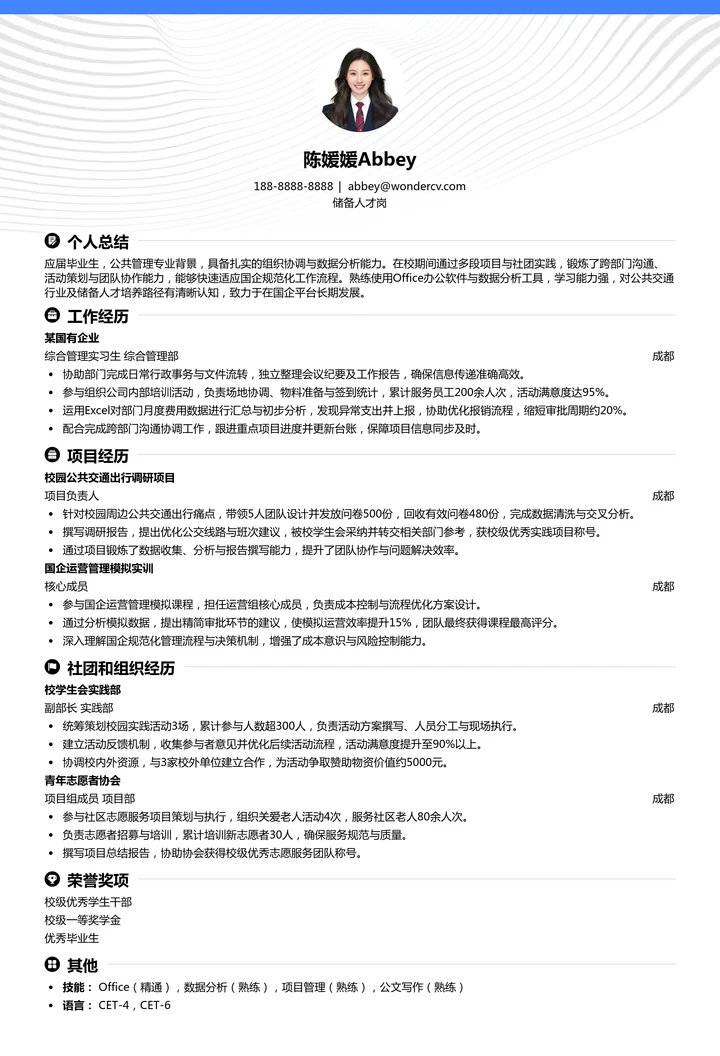 陈媛媛Abbey
188-8888-8888 | abbey@wondercv.com
储备人才岗
个人总结
应届毕业生，公共管理专业背景，具备扎实的组织协调与数据分析能力。在校期间通过多段项目与社团实践，锻炼了跨部门沟通、
活动策划与团队协作能力，能够快速适应国企规范化工作流程。熟练使用Office办公软件与数据分析工具，学习能力强，对公共交通
行业及储备人才培养路径有清晰认知，致力于在国企平台长期发展。
工作经历
某国有企业
综合管理实习生 综合管理部 成都
• 协助部门完成日常行政事务与文件流转，独立整理会议纪要及工作报告，确保信息传递准确高效。
• 参与组织公司内部培训活动，负责场地协调、物料准备与签到统计，累计服务员工200余人次，活动满意度达95%。
• 运用Excel对部门月度费用数据进行汇总与初步分析，发现异常支出并上报，协助优化报销流程，缩短审批周期约20%。
• 配合完成跨部门沟通协调工作，跟进重点项目进度并更新台账，保障项目信息同步及时。
项目经历
校园公共交通出行调研项目
项目负责人 成都
• 针对校园周边公共交通出行痛点，带领5人团队设计并发放问卷500份，回收有效问卷480份，完成数据清洗与交叉分析。
• 撰写调研报告，提出优化公交线路与班次建议，被校学生会采纳并转交相关部门参考，获校级优秀实践项目称号。
• 通过项目锻炼了数据收集、分析与报告撰写能力，提升了团队协作与问题解决效率。
国企运营管理模拟实训
核心成员 成都
• 参与国企运营管理模拟课程，担任运营组核心成员，负责成本控制与流程优化方案设计。
• 通过分析模拟数据，提出精简审批环节的建议，使模拟运营效率提升15%，团队最终获得课程最高评分。
• 深入理解国企规范化管理流程与决策机制，增强了成本意识与风险控制能力。
社团和组织经历
校学生会实践部
副部长 实践部 成都
• 统筹策划校园实践活动3场，累计参与人数超300人，负责活动方案撰写、人员分工与现场执行。
• 建立活动反馈机制，收集参与者意见并优化后续活动流程，活动满意度提升至90%以上。
• 协调校内外资源，与3家校外单位建立合作，为活动争取赞助物资价值约5000元。
青年志愿者协会
项目组成员 项目部 成都
• 参与社区志愿服务项目策划与执行，组织关爱老人活动4次，服务社区老人80余人次。
• 负责志愿者招募与培训，累计培训新志愿者30人，确保服务规范与质量。
• 撰写项目总结报告，协助协会获得校级优秀志愿服务团队称号。
荣誉奖项
校级优秀学生干部
校级一等奖学金
优秀毕业生
其他
• 技能： Office（精通），数据分析（熟练），项目管理（熟练），公文写作（熟练）
• 语言： CET-4，CET-6